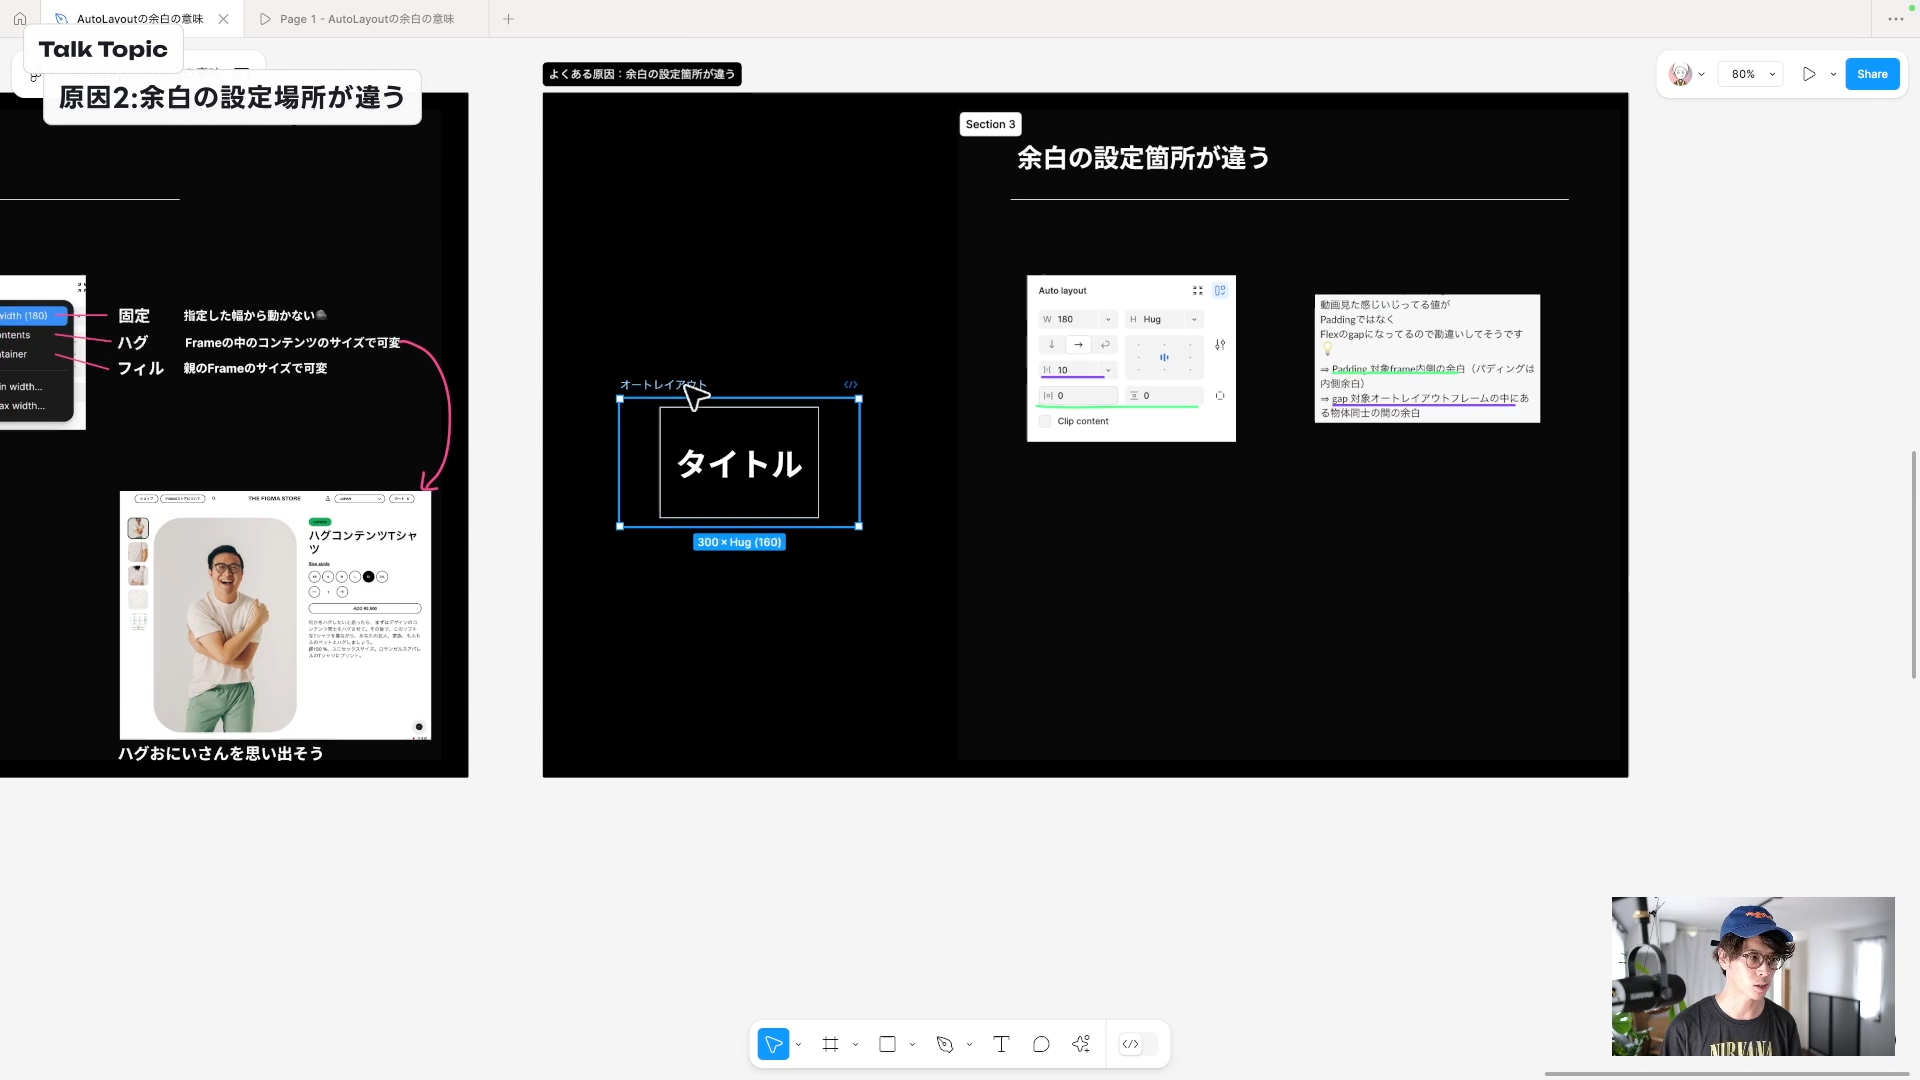 AutoLayoutの余白の意味
Page 1 - AutoLayoutの余白の意味
Talk Topic
原因2:余白の設定場所が違う
80%
Share
よくある原因：余白の設定箇所が違う
Section 3
余白の設定箇所が違う
width (180)
固定
指定した幅から動かない
ハグ
Frameの中のコンテンツのサイズで可変
フィル
親のFrameのサイズで可変
THE FIGMA STORE
ハグコンテンツTシャ
ツ
Size guide
ハグおにいさんを思い出そう
オートレイアウト
タイトル
300 × Hug (160)
Auto layout
W 180
H Hug
10
0
0
Clip content
動画見た感じいじってる値が
Paddingではなく
Flexのgapになってるので勘違いしてそうです
💡
⇒ Padding 対象frame内側の余白（パディングは
内側余白）
⇒ gap 対象オートレイアウトフレームの中にあ
る物体同士の間の余白
NIRVANA